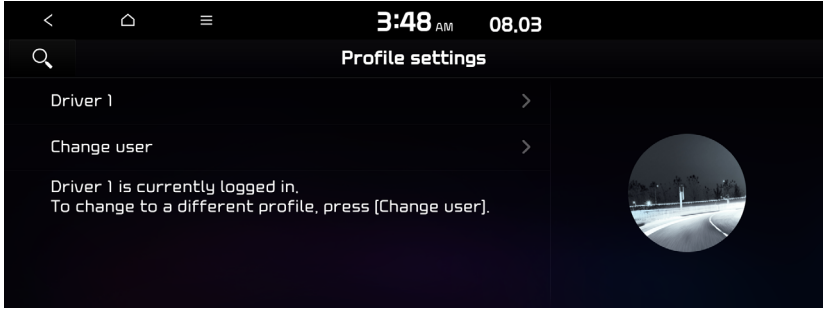 3:48 AM 08.03
Profile settings
Driver 1
Change user
Driver 1 is currently logged in.
To change to a different profile, press [Change user].